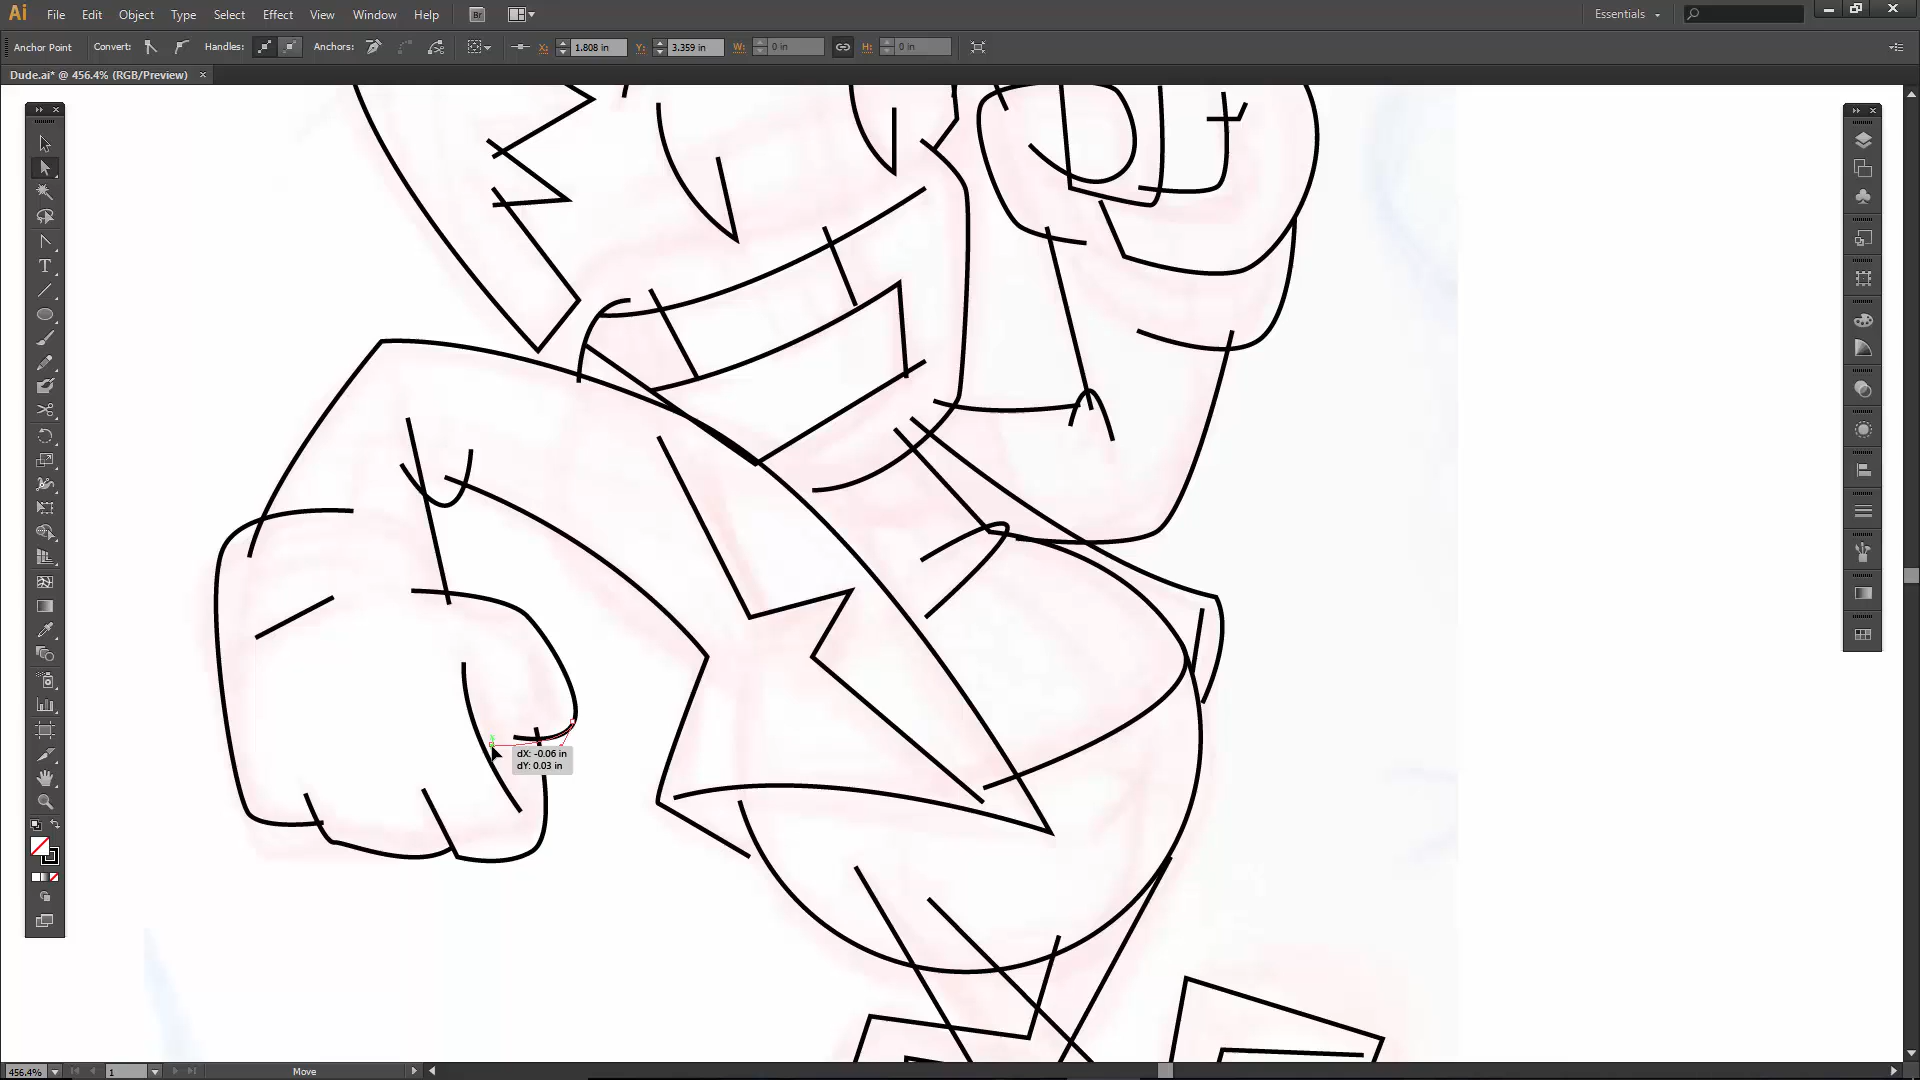 Ai File Edit Object Type Select Effect View Window Help Br Essentials
Anchor Point Convert: Handles: Anchors: X: 1.808 in Y: 3.359 in W: 0 in H: 0 in
Dude.ai* @ 456.4% (RGB/Preview) ×
dX: -0.06 in
dY: 0.03 in
456.4% 1 Move